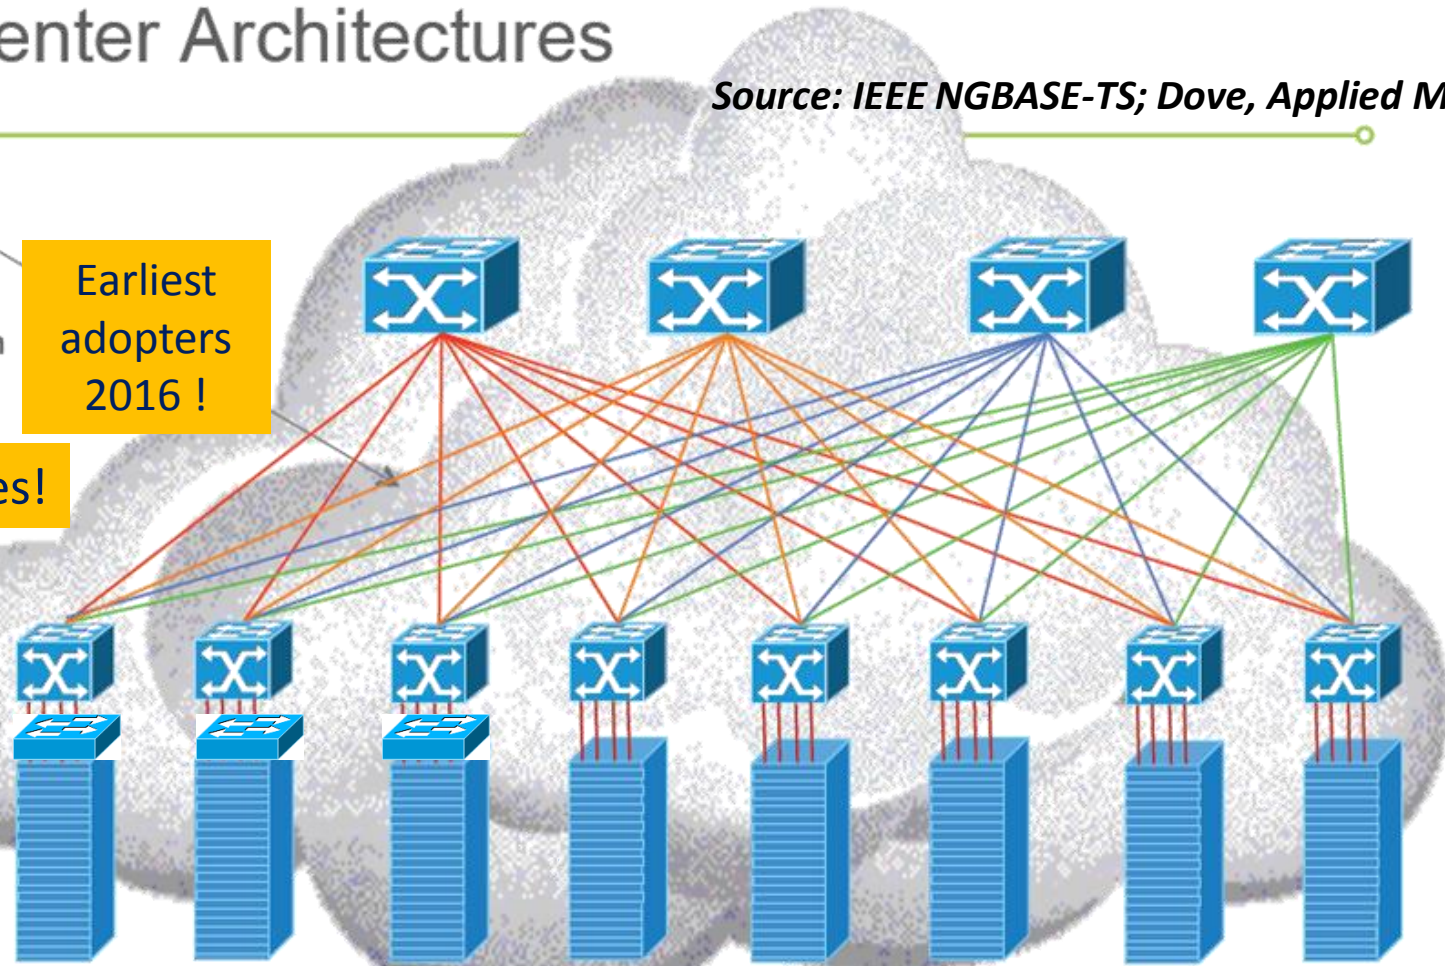 enter Architectures
Source: IEEE NGBASE-TS; Dove, Applied M
Earliest
adopters
2016 !
es!